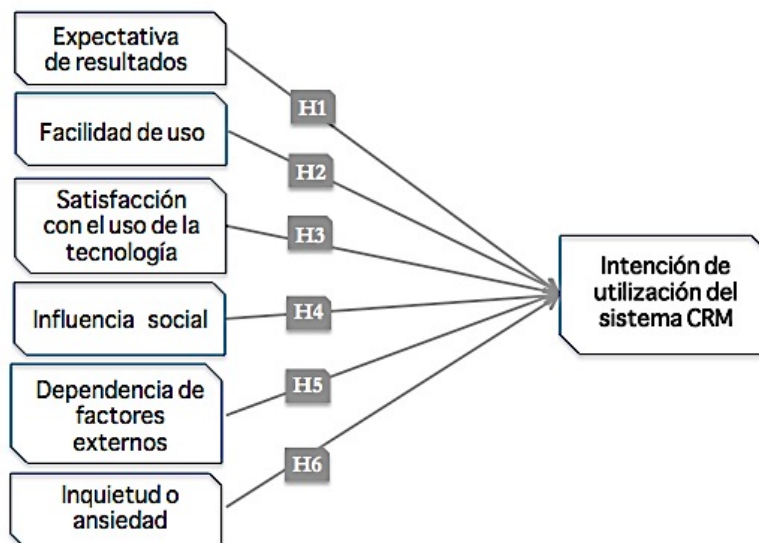 Expectativa
de resultados
H1
Facilidad de uso
H2
Satisfacción
con el uso de la
tecnología
H3
Intención de
utilización del
sistema CRM
Influencia social
H4
Dependencia de
factores
externos
H5
Inquietud o
ansiedad
H6